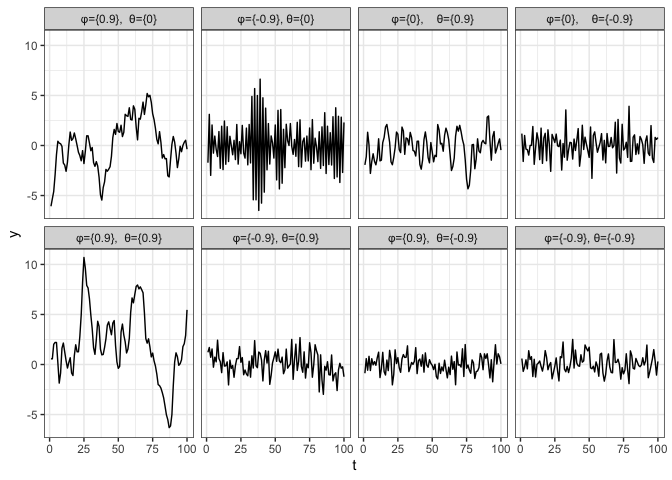 φ={0.9},  θ={0}
φ={-0.9}, θ={0}
φ={0},    θ={0.9}
φ={0},    θ={-0.9}
10
5
0
-5
y
φ={0.9},  θ={0.9}
φ={-0.9}, θ={0.9}
φ={0.9},  θ={-0.9}
φ={-0.9}, θ={-0.9}
10
5
0
-5
0 25 50 75 100
0 25 50 75 100
0 25 50 75 100
0 25 50 75 100
t